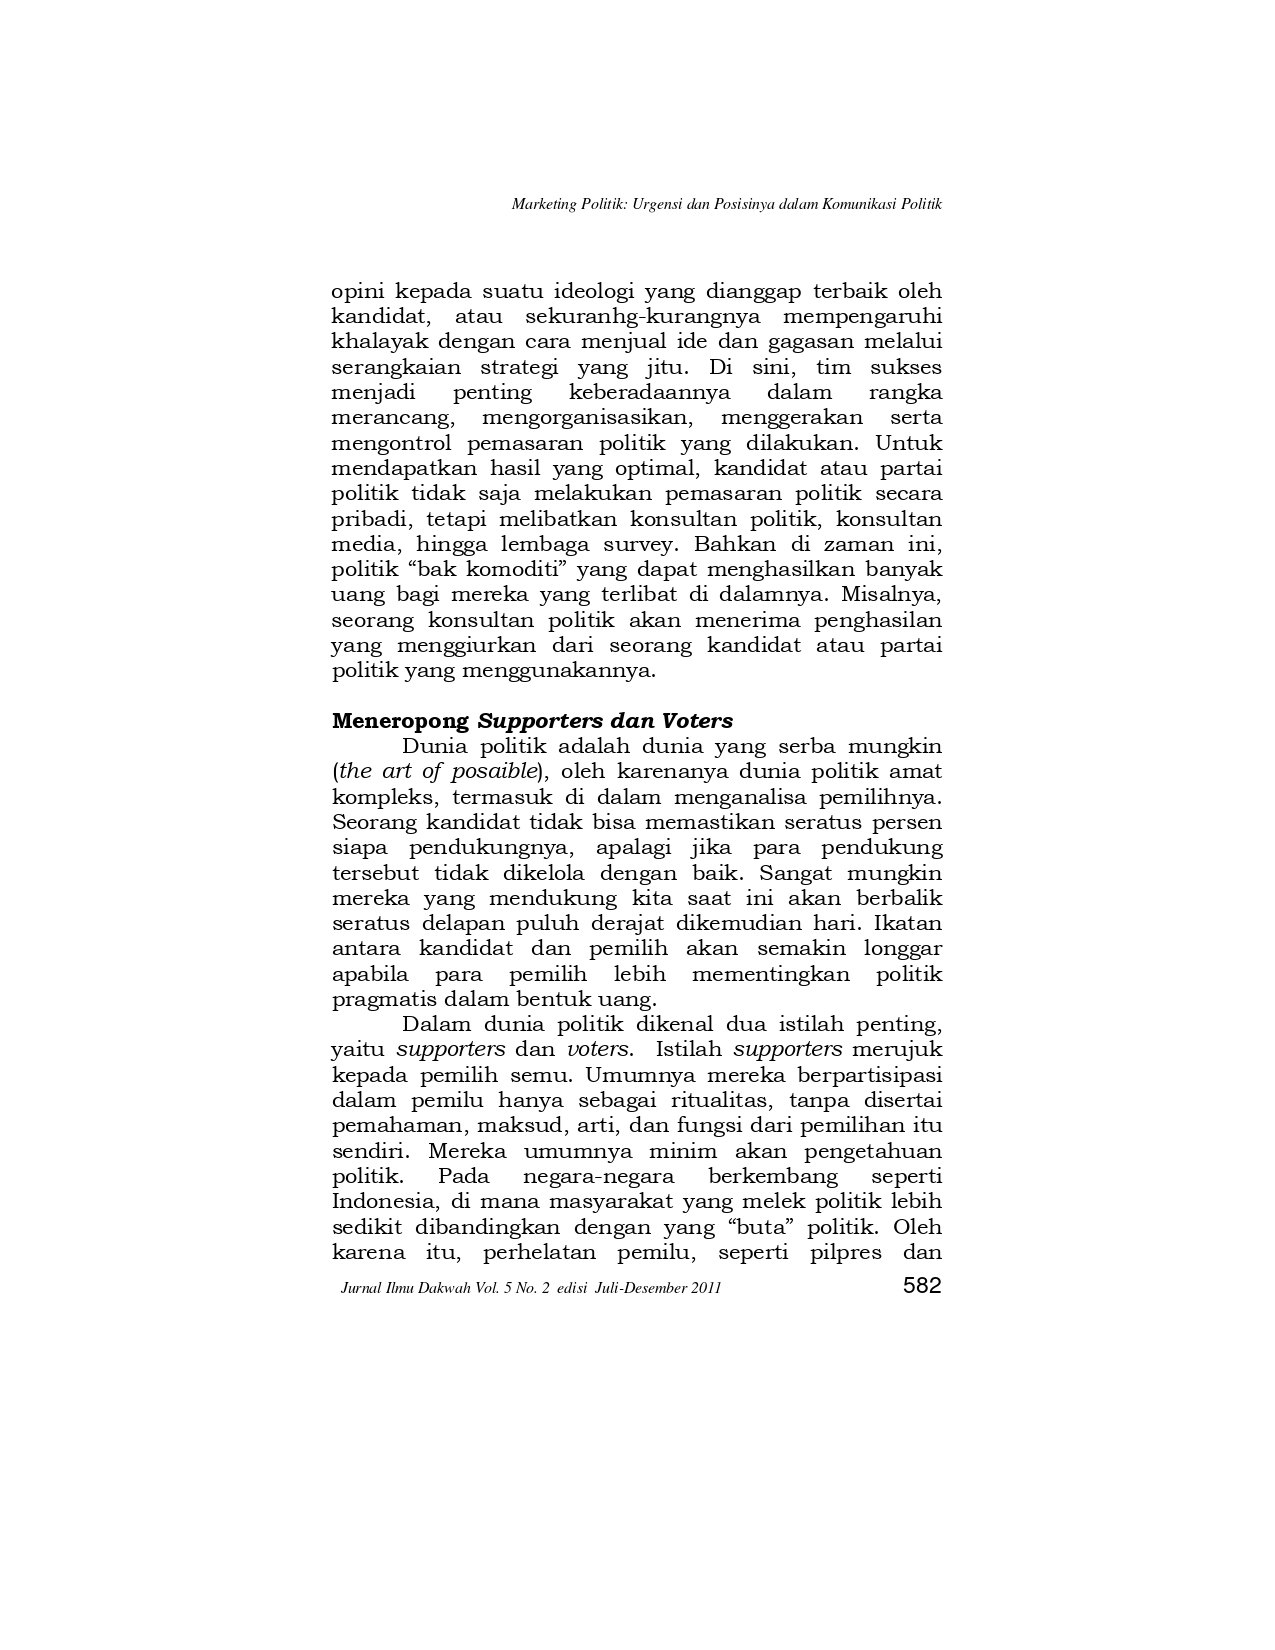 Marketing Politik: Urgensi dan Posisinya dalam Komunikasi Politik
opini kepada suatu ideologi yang dianggap terbaik oleh
kandidat, atau sekuranhg-kurangnya mempengaruhi
khalayak dengan cara menjual ide dan gagasan melalui
serangkaian strategi yang jitu. Di sini, tim sukses
menjadi penting keberadaannya dalam rangka
merancang, mengorganisasikan, menggerakan serta
mengontrol pemasaran politik yang dilakukan. Untuk
mendapatkan hasil yang optimal, kandidat atau partai
politik tidak saja melakukan pemasaran politik secara
pribadi, tetapi melibatkan konsultan politik, konsultan
media, hingga lembaga survey. Bahkan di zaman ini,
politik “bak komoditi” yang dapat menghasilkan banyak
uang bagi mereka yang terlibat di dalamnya. Misalnya,
seorang konsultan politik akan menerima penghasilan
yang menggiurkan dari seorang kandidat atau partai
politik yang menggunakannya.
Meneropong Supporters dan Voters
Dunia politik adalah dunia yang serba mungkin
(the art of posaible), oleh karenanya dunia politik amat
kompleks, termasuk di dalam menganalisa pemilihnya.
Seorang kandidat tidak bisa memastikan seratus persen
siapa pendukungnya, apalagi jika para pendukung
tersebut tidak dikelola dengan baik. Sangat mungkin
mereka yang mendukung kita saat ini akan berbalik
seratus delapan puluh derajat dikemudian hari. Ikatan
antara kandidat dan pemilih akan semakin longgar
apabila para pemilih lebih mementingkan politik
pragmatis dalam bentuk uang.
Dalam dunia politik dikenal dua istilah penting,
yaitu supporters dan voters. Istilah supporters merujuk
kepada pemilih semu. Umumnya mereka berpartisipasi
dalam pemilu hanya sebagai ritualitas, tanpa disertai
pemahaman, maksud, arti, dan fungsi dari pemilihan itu
sendiri. Mereka umumnya minim akan pengetahuan
politik. Pada negara-negara berkembang seperti
Indonesia, di mana masyarakat yang melek politik lebih
sedikit dibandingkan dengan yang “buta” politik. Oleh
karena itu, perhelatan pemilu, seperti pilpres dan
Jurnal Ilmu Dakwah Vol. 5 No. 2 edisi Juli-Desember 2011 582